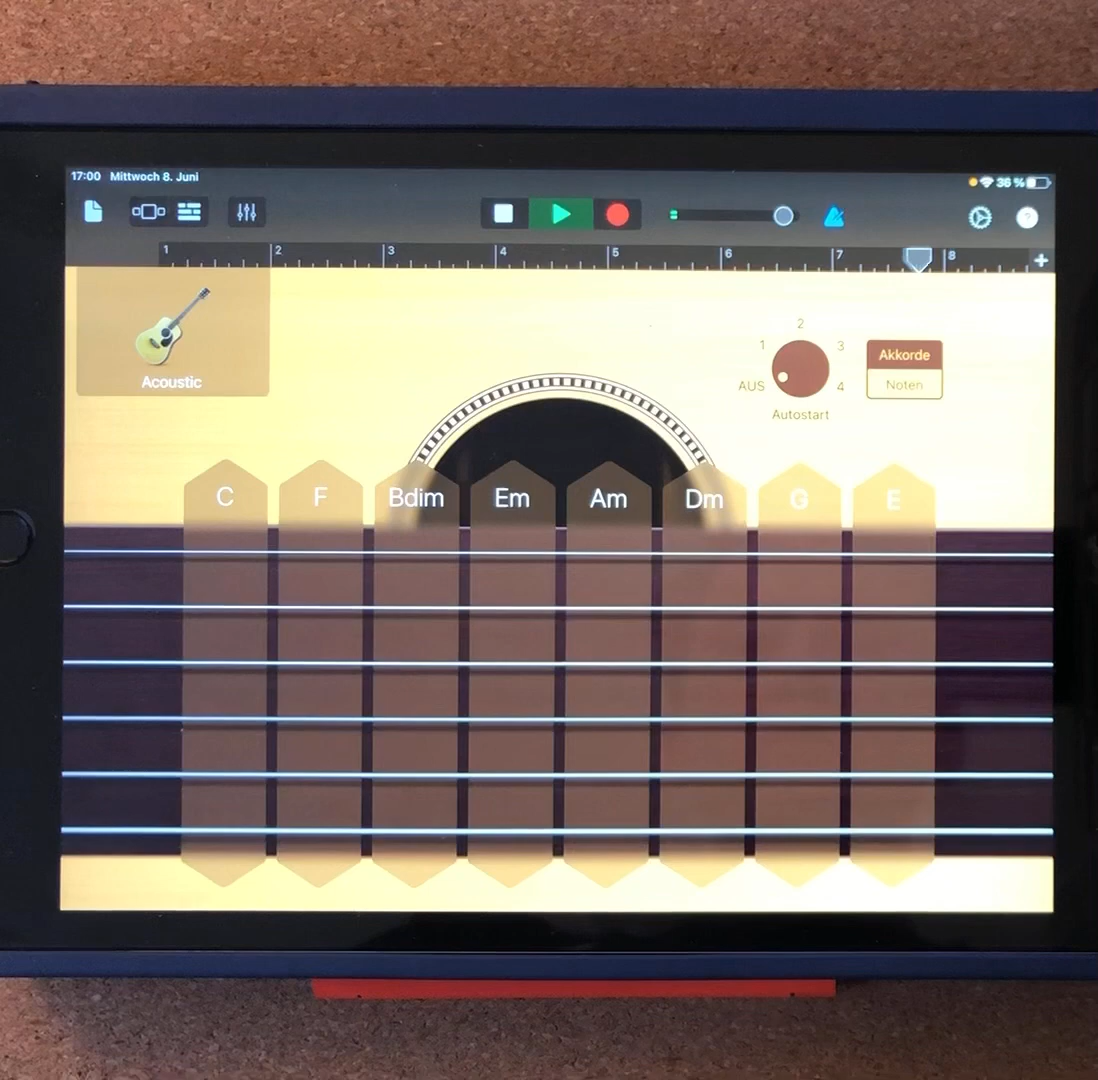 17:00 Mittwoch 8. Juni
36 %
?
1 2 3 4 5 6 7 8 +
Acoustic
2
1 3
AUS 4
Autostart
Akkorde
Noten
C F Bdim Em Am Dm G E